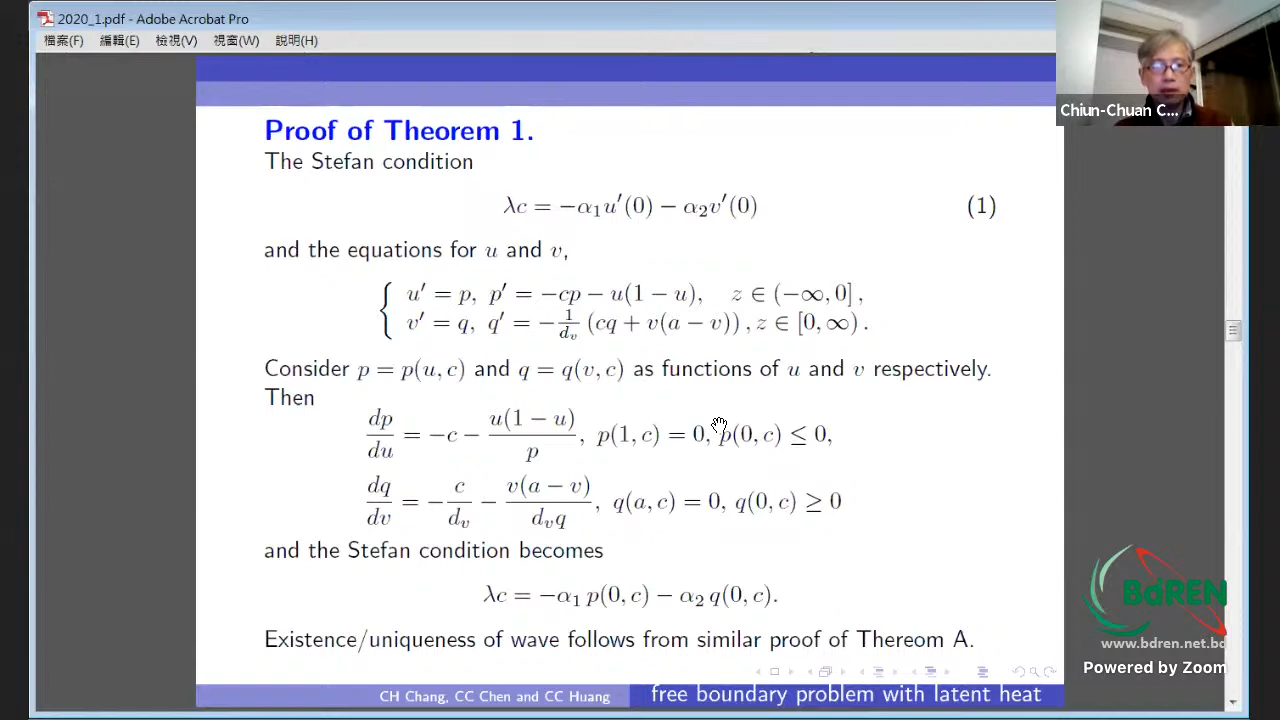 2020_1.pdf - Adobe Acrobat Pro
檔案(F) 編輯(E) 檢視(V) 視窗(W) 說明(H)
Chiun-Chuan C...
Proof of Theorem 1.
The Stefan condition
λc = −α₁u′(0) − α₂v′(0) (1)
and the equations for u and v,
{ u′ = p, p′ = −cp − u(1 − u), z ∈ (−∞, 0],
v′ = q, q′ = −1/d_v (cq + v(a − v)), z ∈ [0, ∞).
Consider p = p(u, c) and q = q(v, c) as functions of u and v respectively.
Then
dp/du = −c − u(1 − u)/p, p(1, c) = 0, p(0, c) ≤ 0,
dq/dv = −c/d_v − v(a − v)/d_v q, q(a, c) = 0, q(0, c) ≥ 0
and the Stefan condition becomes
λc = −α₁ p(0, c) − α₂ q(0, c).
Existence/uniqueness of wave follows from similar proof of Thereom A.
CH Chang, CC Chen and CC Huang free boundary problem with latent heat
BdREN
www.bdren.net.bd
Powered by Zoom